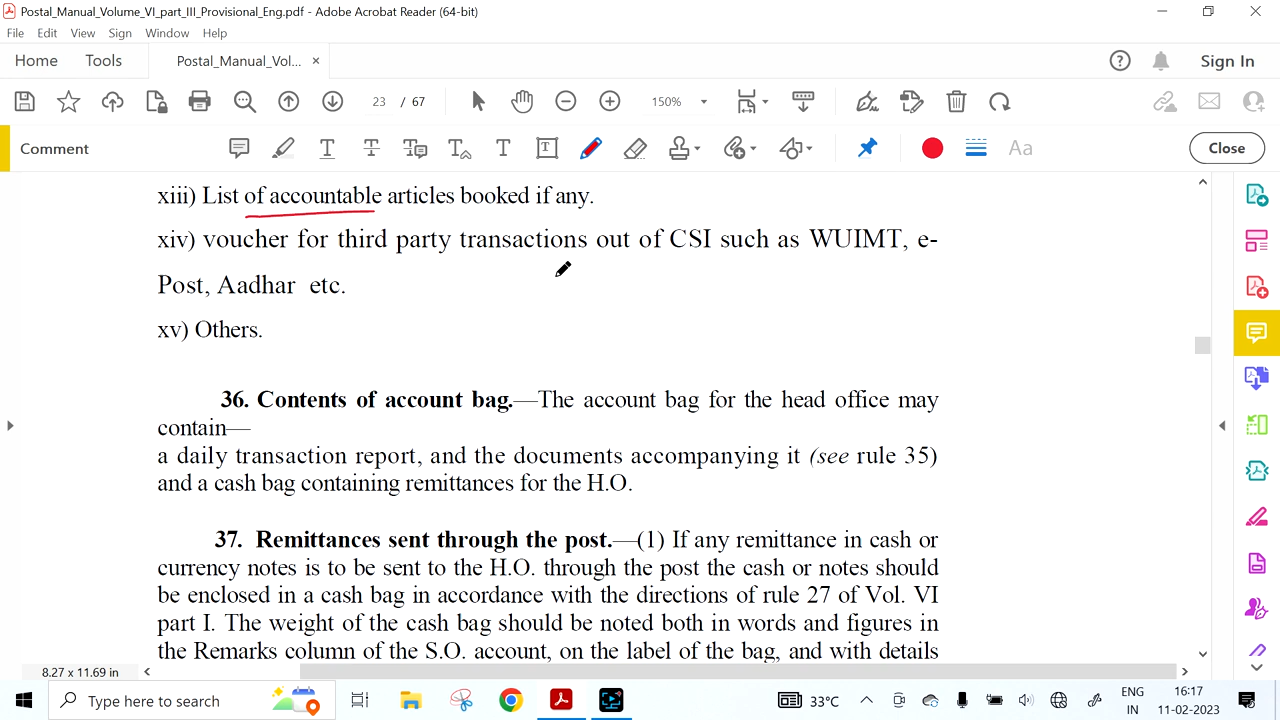 Postal_Manual_Volume_VI_part_III_Provisional_Eng.pdf - Adobe Acrobat Reader (64-bit)
File Edit View Sign Window Help
Home Tools Postal_Manual_Vol... × Sign In
23 / 67 150%
Comment Aa Close
xiii) List of accountable articles booked if any.
xiv) voucher for third party transactions out of CSI such as WUIMT, e-
Post, Aadhar etc.
xv) Others.
36. Contents of account bag.—The account bag for the head office may
contain—
a daily transaction report, and the documents accompanying it (see rule 35)
and a cash bag containing remittances for the H.O.
37. Remittances sent through the post.—(1) If any remittance in cash or
currency notes is to be sent to the H.O. through the post the cash or notes should
be enclosed in a cash bag in accordance with the directions of rule 27 of Vol. VI
part I. The weight of the cash bag should be noted both in words and figures in
the Remarks column of the S.O. account, on the label of the bag, and with details
8.27 x 11.69 in
Type here to search
33°C
ENG
IN
16:17
11-02-2023